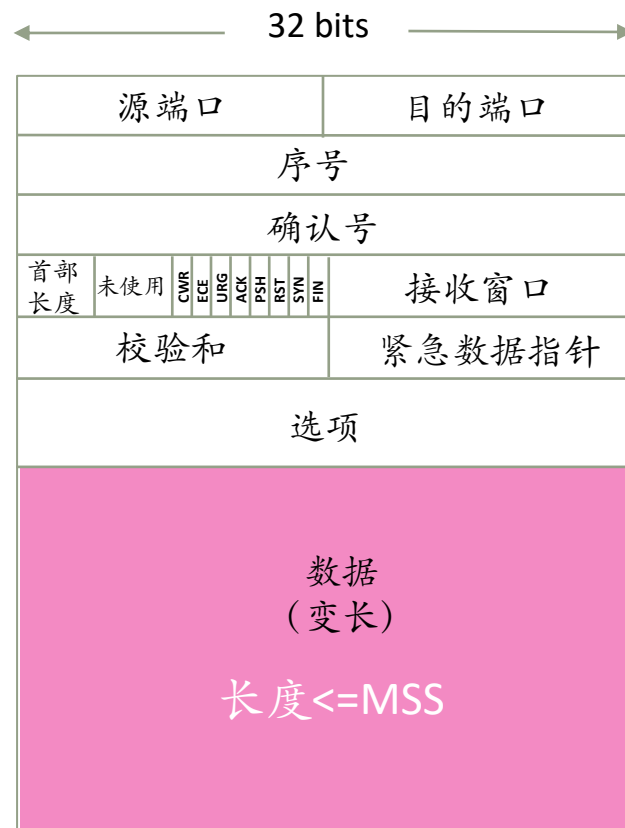 32 bits
源端口 目的端口
序号
确认号
首部
长度 未使用 CWR ECE URG ACK PSH RST SYN FIN 接收窗口
校验和 紧急数据指针
选项
数据
（变长）
长度<=MSS